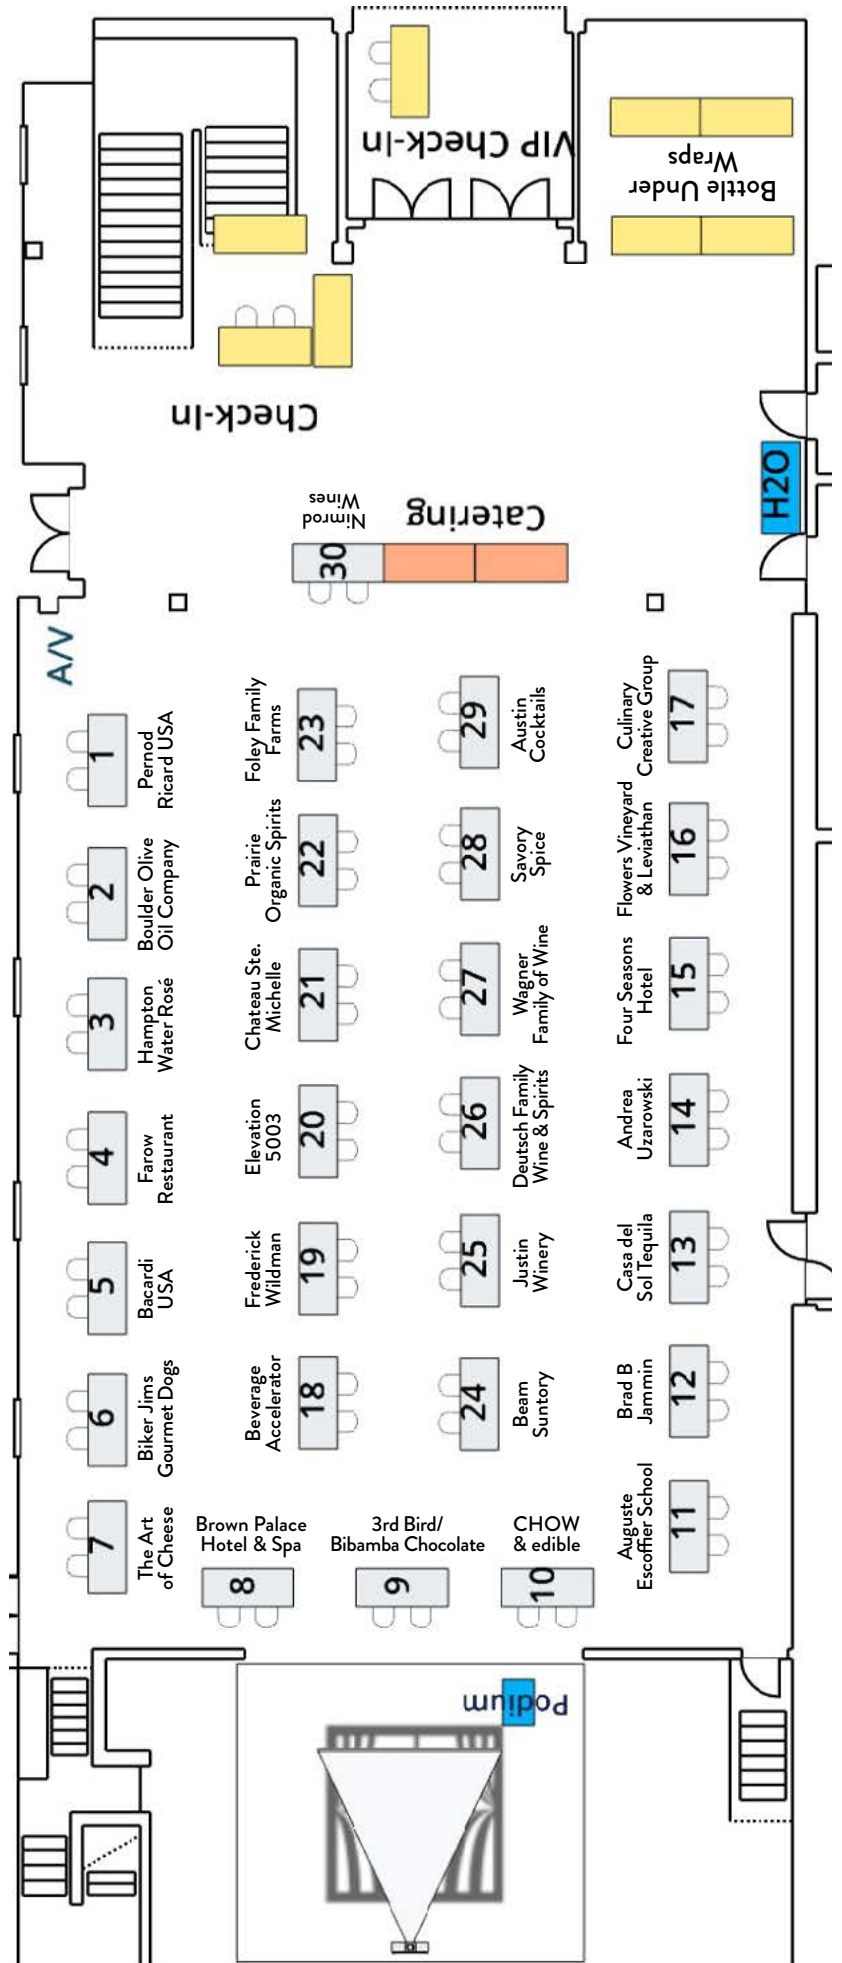 VIP Check-In
Bottle Under
Wraps
Check-In
H2O
Nimrod
Wines
30
Catering
A/V
1
Pernod
Ricard USA
2
Boulder Olive
Oil Company
3
Hampton
Water Rosé
4
Farow
Restaurant
5
Bacardi
USA
6
Biker Jims
Gourmet Dogs
7
The Art
of Cheese
Brown Palace
Hotel & Spa
8
3rd Bird/
Bibamba Chocolate
9
CHOW
& edible
10
Auguste
Escoffier School
11
Brad B
Jammin
12
Casa del
Sol Tequila
13
Andrea
Uzarowski
14
Four Seasons
Hotel
15
Flowers Vineyard
& Leviathan
16
Culinary
Creative Group
17
Beverage
Accelerator
18
Frederick
Wildman
19
Elevation
5003
20
Chateau Ste.
Michelle
21
Prairie
Organic Spirits
22
Foley Family
Farms
23
24
Beam
Suntory
25
Justin
Winery
26
Deutsch Family
Wine & Spirits
27
Wagner
Family of Wine
28
Savory
Spice
29
Austin
Cocktails
Podium